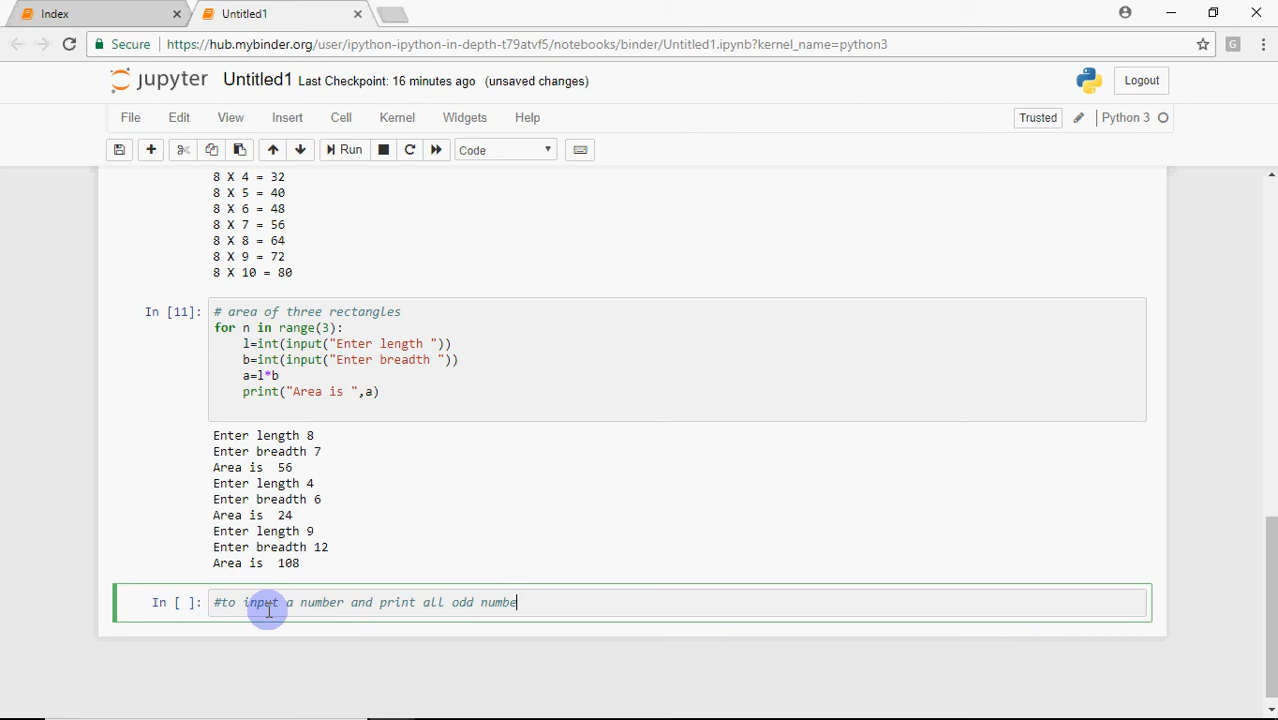 Index
Untitled1
Secure
https://hub.mybinder.org/user/ipython-ipython-in-depth-t79atvf5/notebooks/binder/Untitled1.ipynb?kernel_name=python3
G
jupyter Untitled1 Last Checkpoint: 16 minutes ago (unsaved changes)
Logout
File Edit View Insert Cell Kernel Widgets Help
Trusted
Python 3
Run
Code
8 X 4 = 32
8 X 5 = 40
8 X 6 = 48
8 X 7 = 56
8 X 8 = 64
8 X 9 = 72
8 X 10 = 80
In [11]: # area of three rectangles
for n in range(3):
    l=int(input("Enter length "))
    b=int(input("Enter breadth "))
    a=l*b
    print("Area is ",a)
Enter length 8
Enter breadth 7
Area is  56
Enter length 4
Enter breadth 6
Area is  24
Enter length 9
Enter breadth 12
Area is  108
In [ ]: #to input a number and print all odd numbe